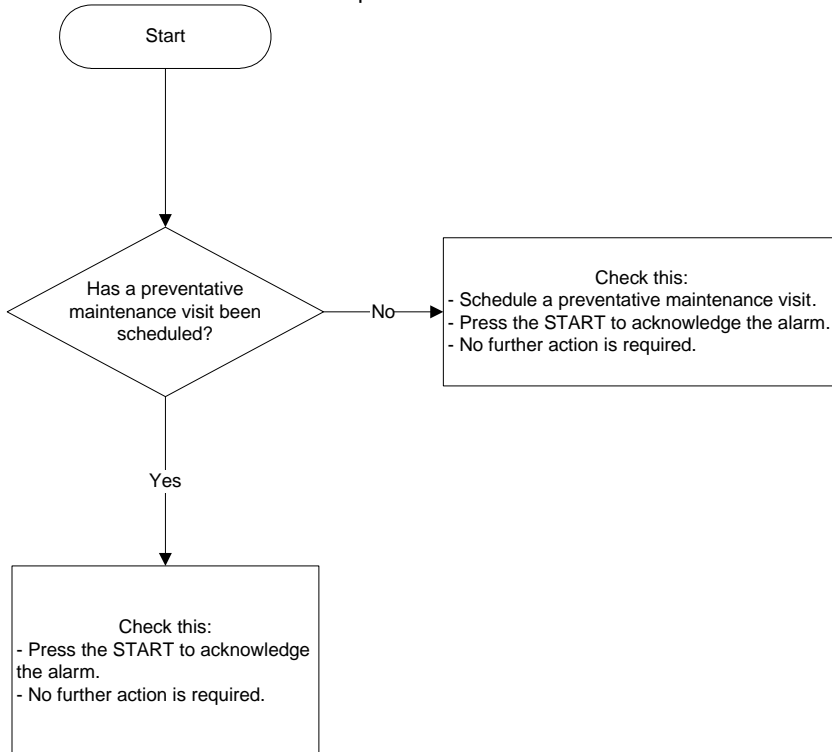 Start
Has a preventative
maintenance visit been
scheduled?
No
Check this:
- Schedule a preventative maintenance visit.
- Press the START to acknowledge the alarm.
- No further action is required.
Yes
Check this:
- Press the START to acknowledge
the alarm.
- No further action is required.